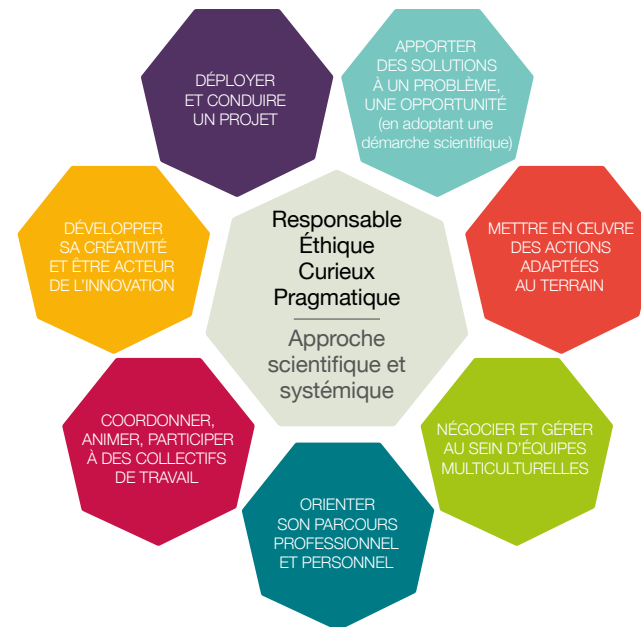 DÉPLOYER
ET CONDUIRE
UN PROJET
APPORTER
DES SOLUTIONS
À UN PROBLÈME,
UNE OPPORTUNITÉ
(en adoptant une
démarche scientifique)
DÉVELOPPER
SA CRÉATIVITÉ
ET ÊTRE ACTEUR
DE L'INNOVATION
Responsable
Éthique
Curieux
Pragmatique
Approche
scientifique et
systémique
METTRE EN ŒUVRE
DES ACTIONS
ADAPTÉES
AU TERRAIN
COORDONNER,
ANIMER, PARTICIPER
À DES COLLECTIFS
DE TRAVAIL
NÉGOCIER ET GÉRER
AU SEIN D'ÉQUIPES
MULTICULTURELLES
ORIENTER
SON PARCOURS
PROFESSIONNEL
ET PERSONNEL